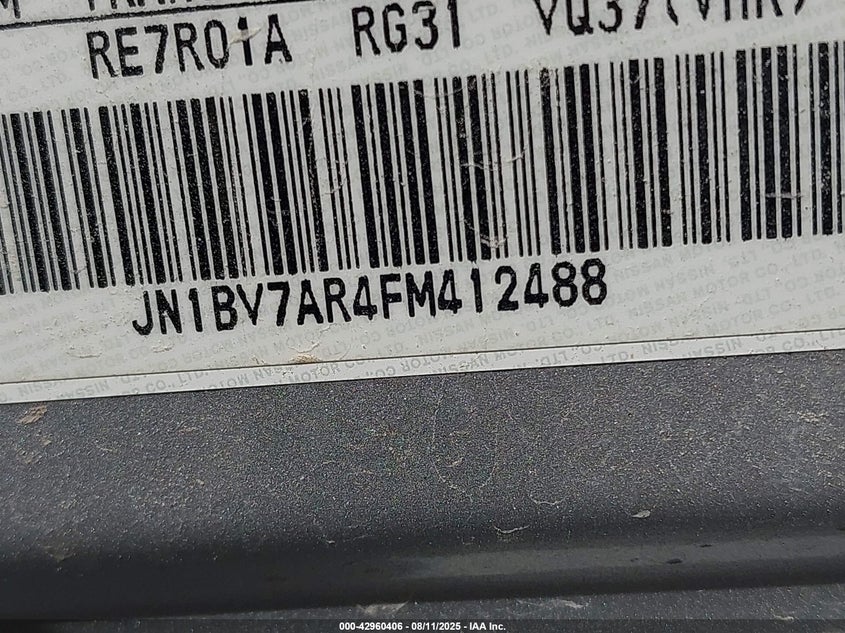 RE7R01A RG31 VQ37(VHR)
JN1BV7AR4FM412488
000-42960406 - 08/11/2025 - IAA Inc.